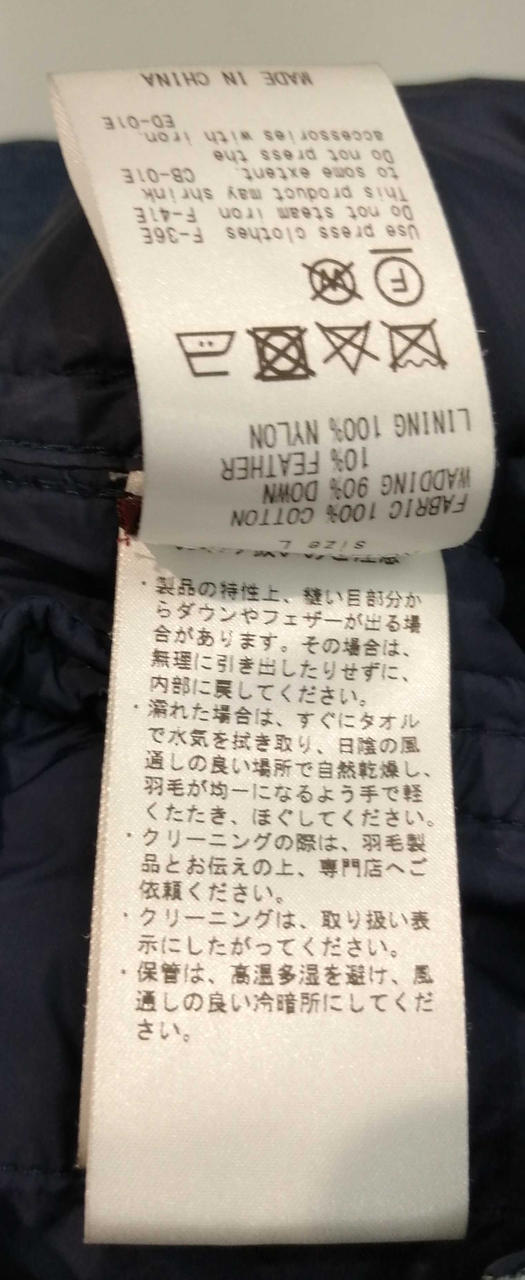 Size L
FABRIC 100% COTTON
WADDING 90% DOWN
10% FEATHER
LINING 100% NYLON
Use press clothes F-36E
Do not steam iron F-41E
This product may shrink
to some extent. CB-01E
Do not press the
accessories with iron.
ED-01E
MADE IN CHINA
・製品の特性上、縫い目部分か
らダウンやフェザーが出る場
合があります。その場合は、
無理に引き出したりせずに、
内部に戻してください。
・濡れた場合は、すぐにタオル
で水気を拭き取り、日陰の風
通しの良い場所で自然乾燥し、
羽毛が均一になるよう手で軽
くたたき、ほぐしてください。
・クリーニングの際は、羽毛製
品とお伝えの上、専門店へご
依頼ください。
・クリーニングは、取り扱い表
示にしたがってください。
・保管は、高温多湿を避け、風
通しの良い冷暗所にしてくだ
さい。